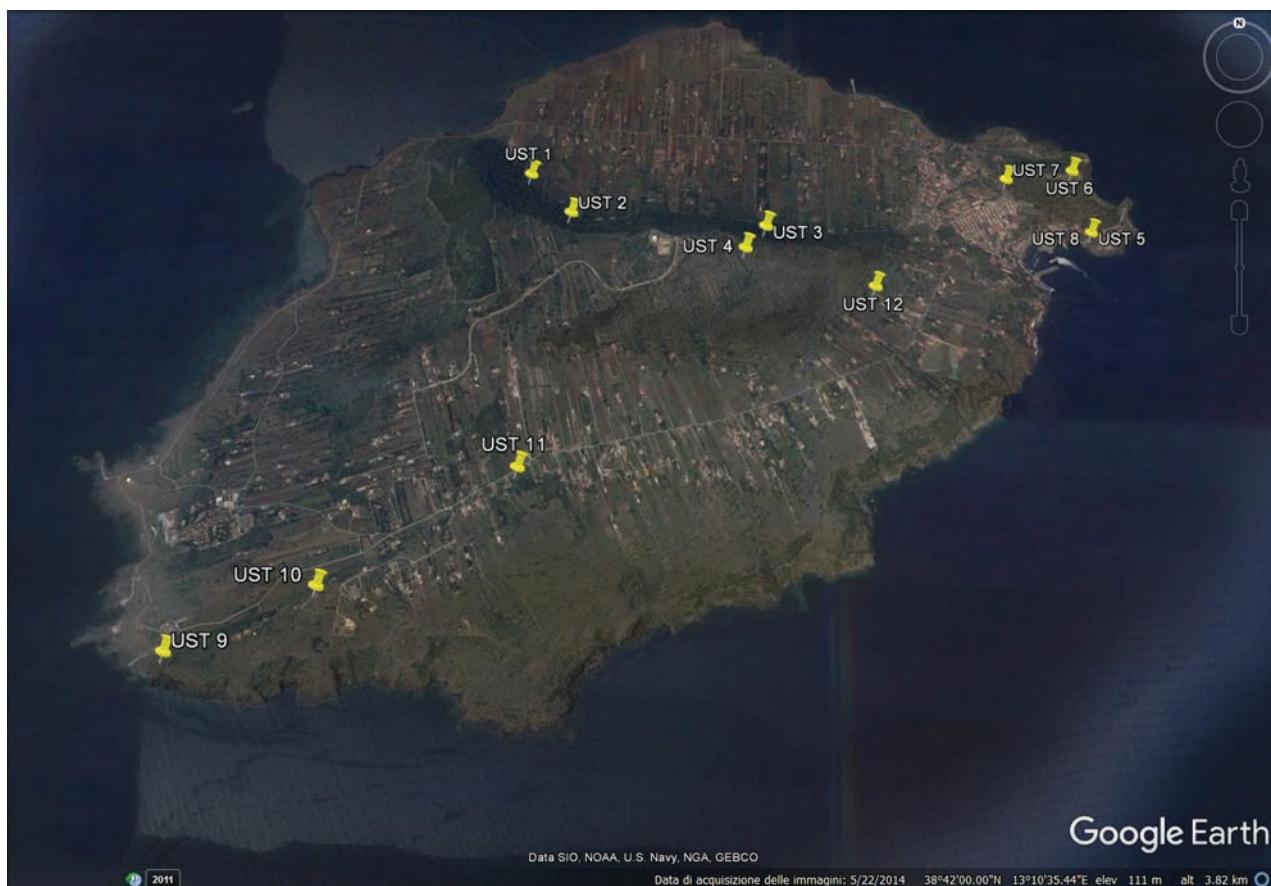 N
UST 1
UST 2
UST 7
UST 6
UST 3
UST 4
UST 8
UST 5
UST 12
UST 11
UST 10
UST 9
Google Earth
Data SIO, NOAA, U.S. Navy, NGA, GEBCO
2011
Data di acquisizione delle immagini: 5/22/2014 38°42'00.00"N 13°10'35.44"E elev 111 m alt 3.82 km